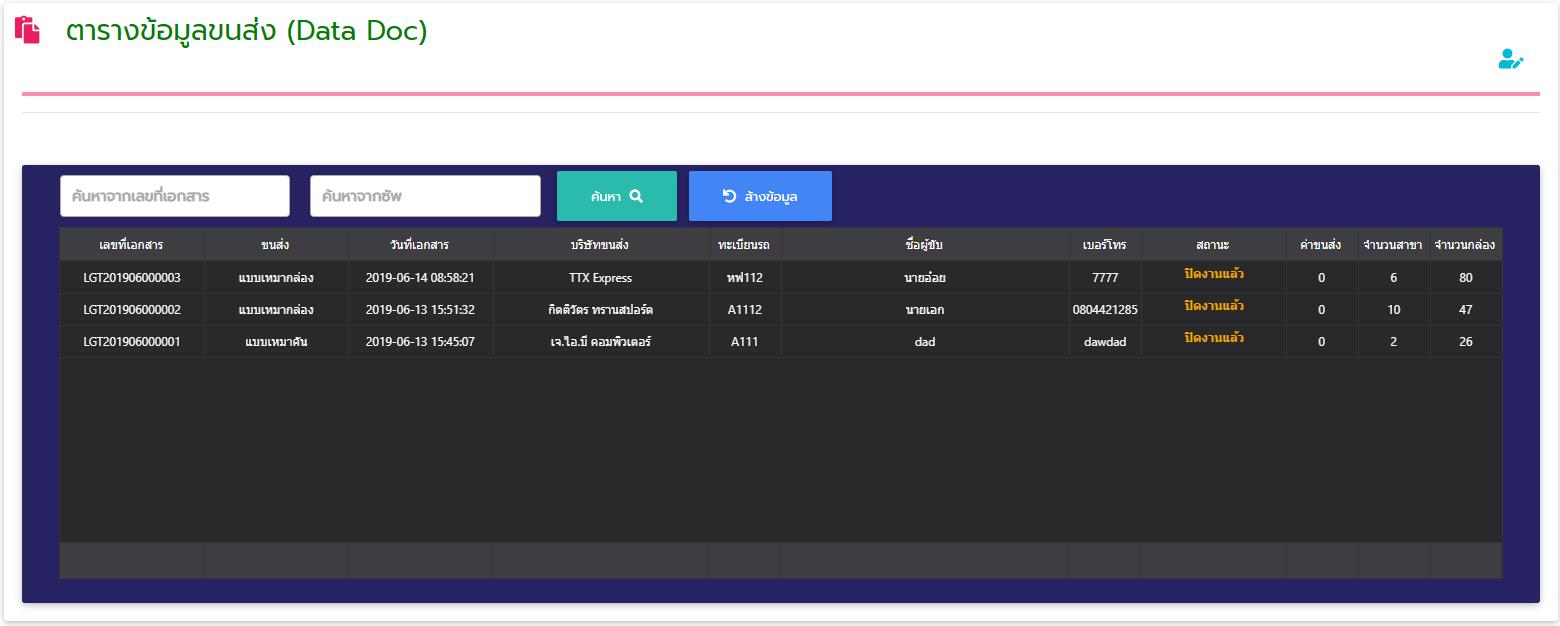 ตารางข้อมูลขนส่ง (Data Doc)
ค้นหาจากเลขที่เอกสาร ค้นหาจากซัพ ค้นหา ล้างข้อมูล
เลขที่เอกสาร ขนส่ง วันที่เอกสาร บริษัทขนส่ง ทะเบียนรถ ชื่อผู้ขับ เบอร์โทร สถานะ ค่าขนส่ง จำนวนสาขา จำนวนกล่อง
LGT201906000003 แบบเหมากล่อง 2019-06-14 08:58:21 TTX Express หฟ112 นายอ๋อย 7777 ปิดงานแล้ว 0 6 80
LGT201906000002 แบบเหมากล่อง 2019-06-13 15:51:32 กิตติวัตร ทรานสปอร์ต A1112 นายเอก 0804421285 ปิดงานแล้ว 0 10 47
LGT201906000001 แบบเหมาคัน 2019-06-13 15:45:07 เจ.ไอ.บี คอมพิวเตอร์ A111 dad dawdad ปิดงานแล้ว 0 2 26